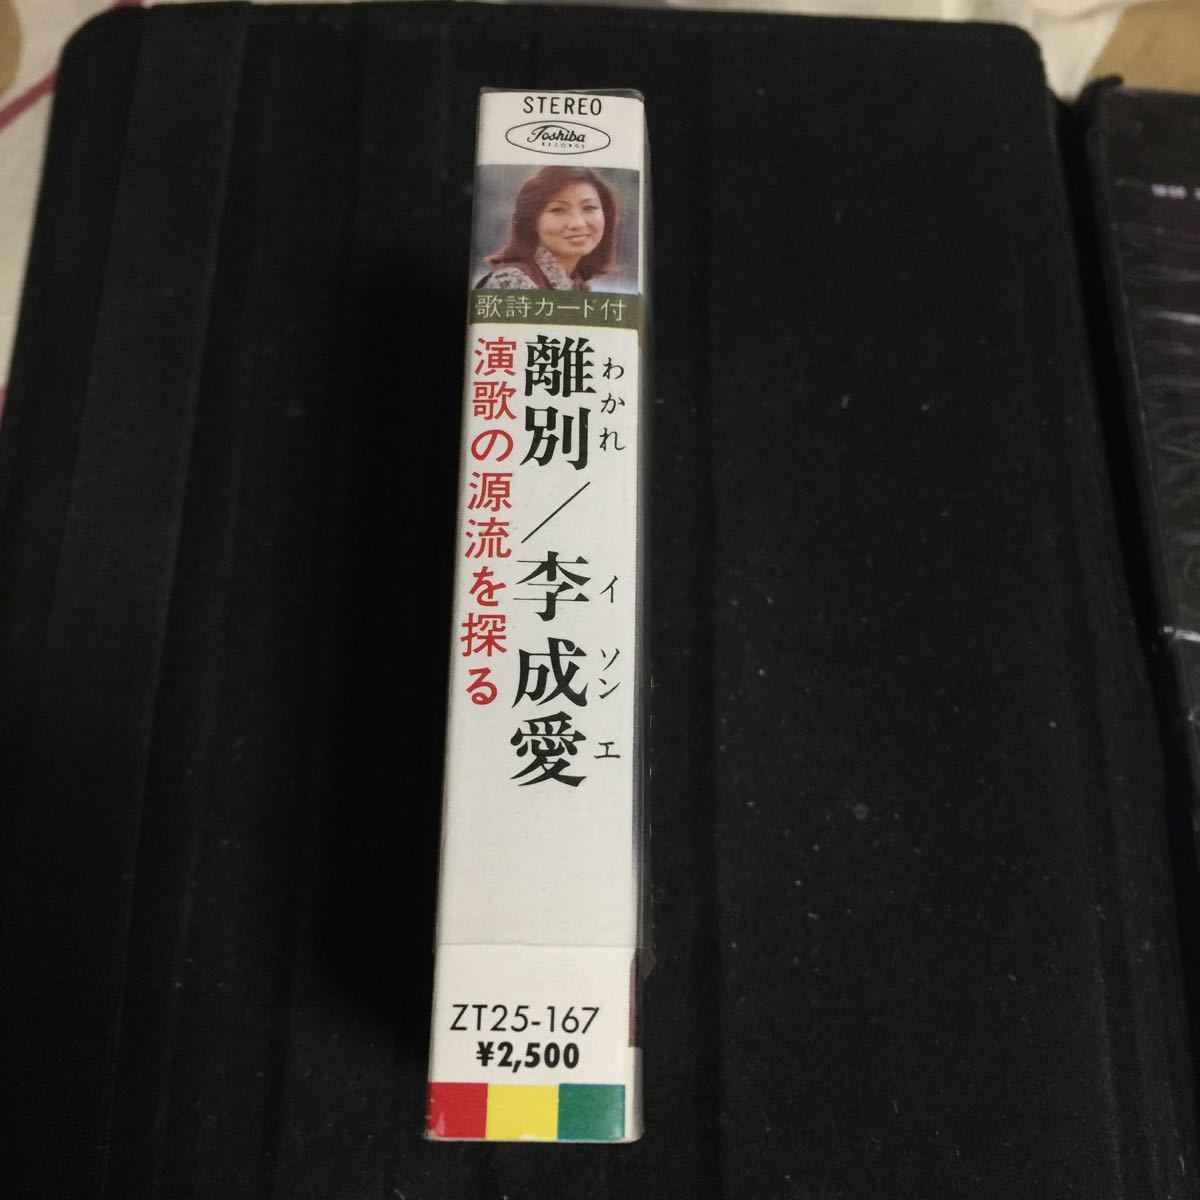 STEREO
Toshiba
RECORDS
歌詩カード付
離別／李成愛
わかれ
イソンエ
演歌の源流を探る
ZT25-167
¥2,500